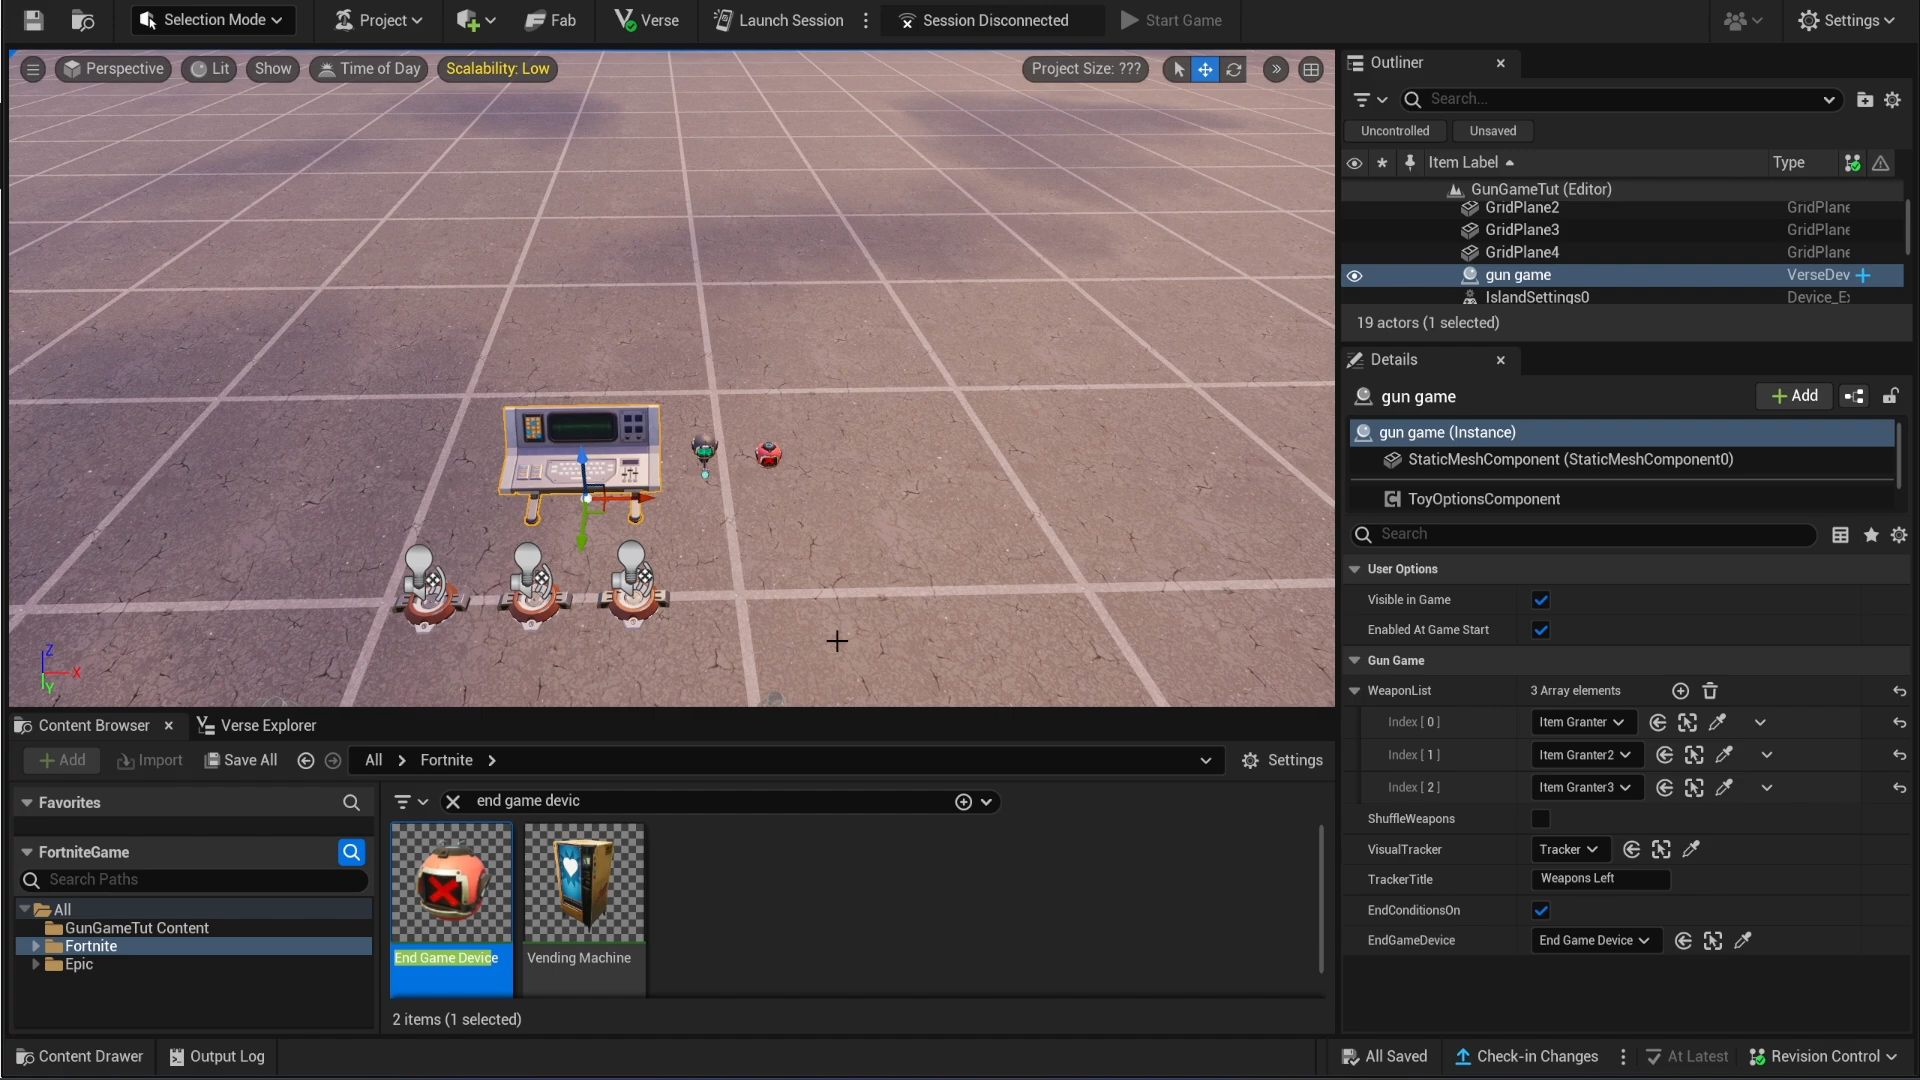 Selection Mode
Project
Fab
Verse
Launch Session
Session Disconnected
Start Game
Settings
Perspective
Lit
Show
Time of Day
Scalability: Low
Project Size: ???
Z
X
Y
Outliner
Search...
Uncontrolled
Unsaved
Item Label
Type
GunGameTut (Editor)
GridPlane2
GridPlane
GridPlane3
GridPlane
GridPlane4
GridPlane
gun game
VerseDev
IslandSettings0
Device_E
19 actors (1 selected)
Details
gun game
Add
gun game (Instance)
StaticMeshComponent (StaticMeshComponent0)
ToyOptionsComponent
Search
User Options
Visible in Game
Enabled At Game Start
Gun Game
WeaponList
3 Array elements
Index [ 0 ]
Item Granter
Index [ 1 ]
Item Granter2
Index [ 2 ]
Item Granter3
ShuffleWeapons
VisualTracker
Tracker
TrackerTitle
Weapons Left
EndConditionsOn
EndGameDevice
End Game Device
Content Browser
Verse Explorer
Add
Import
Save All
All
Fortnite
Settings
Favorites
FortniteGame
Search Paths
All
GunGameTut Content
Fortnite
Epic
end game devic
End Game Device
Vending Machine
2 items (1 selected)
Content Drawer
Output Log
All Saved
Check-in Changes
At Latest
Revision Control